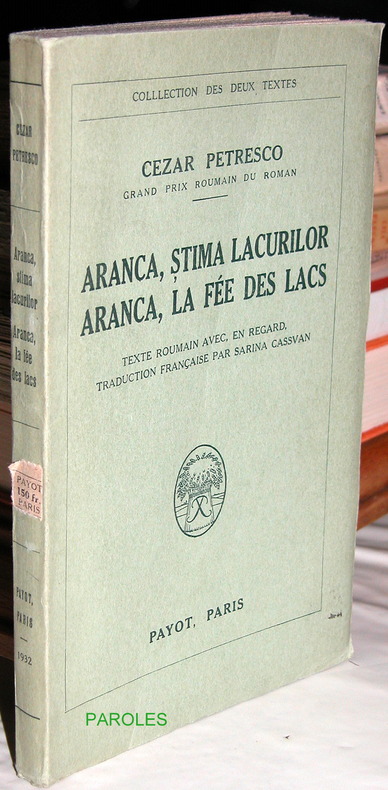 COLLLECTION DES DEUX TEXTES
CEZAR PETRESCO
GRAND PRIX ROUMAIN DU ROMAN
ARANCA, ȘTIMA LACURILOR
ARANCA, LA FÉE DES LACS
TEXTE ROUMAIN AVEC, EN REGARD,
TRADUCTION FRANÇAISE PAR SARINA CASSVAN
PAYOT, PARIS
CEZAR
PETRESCO
Aranca,
știma
lacurilor
Aranca,
la fée
des lacs
PAYOT
150 fr.
PARIS
PAYOT,
PARIS
1932
PAROLES